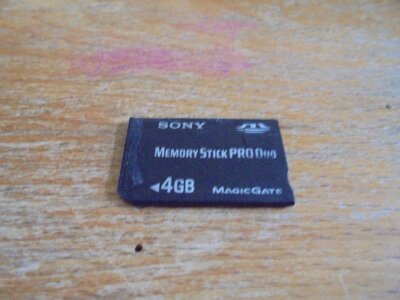 SONY
MEMORY STICK PRO DUO
◄4GB
MAGICGATE